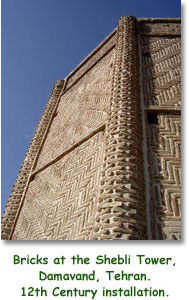 Bricks at the Shebli Tower,
Damavand, Tehran.
12th Century installation.